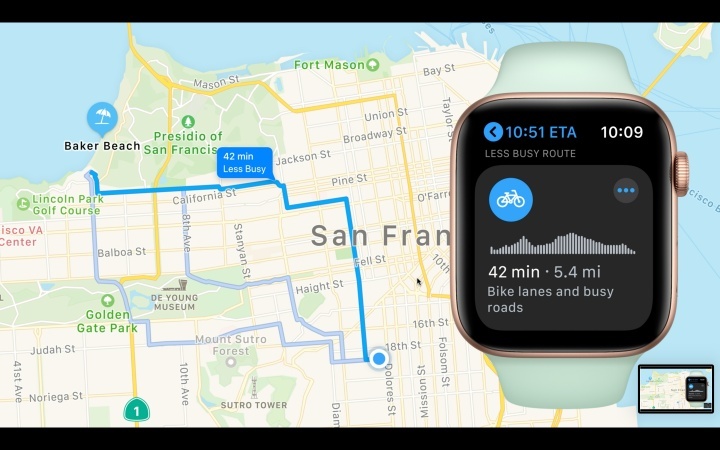 Fort Mason
Bay St
Mason St
Union St
Taylor
Broadway St
Presidio of
San Francisc
Baker Beach
42 min
Less Busy
Jackson St
Pine St
California St
O'Farre
Lincoln Park
Golf Course
isco VA
Center
8th Ave
Stanyan St
San Fran
Balboa St
Fell St
10th
Haight St
DE YOUNG
MUSEUM
Golden
Gate Park
16th St
Mount Sutro
Forest
Judah St
18th St
Folsom St
41st Ave
10th Ave
Dolores St
Mission S
Noriega St
SUTRO TOWER
Diam
1
10:51 ETA
10:09
LESS BUSY ROUTE
42 min · 5.4 mi
Bike lanes and busy
roads
cisco B